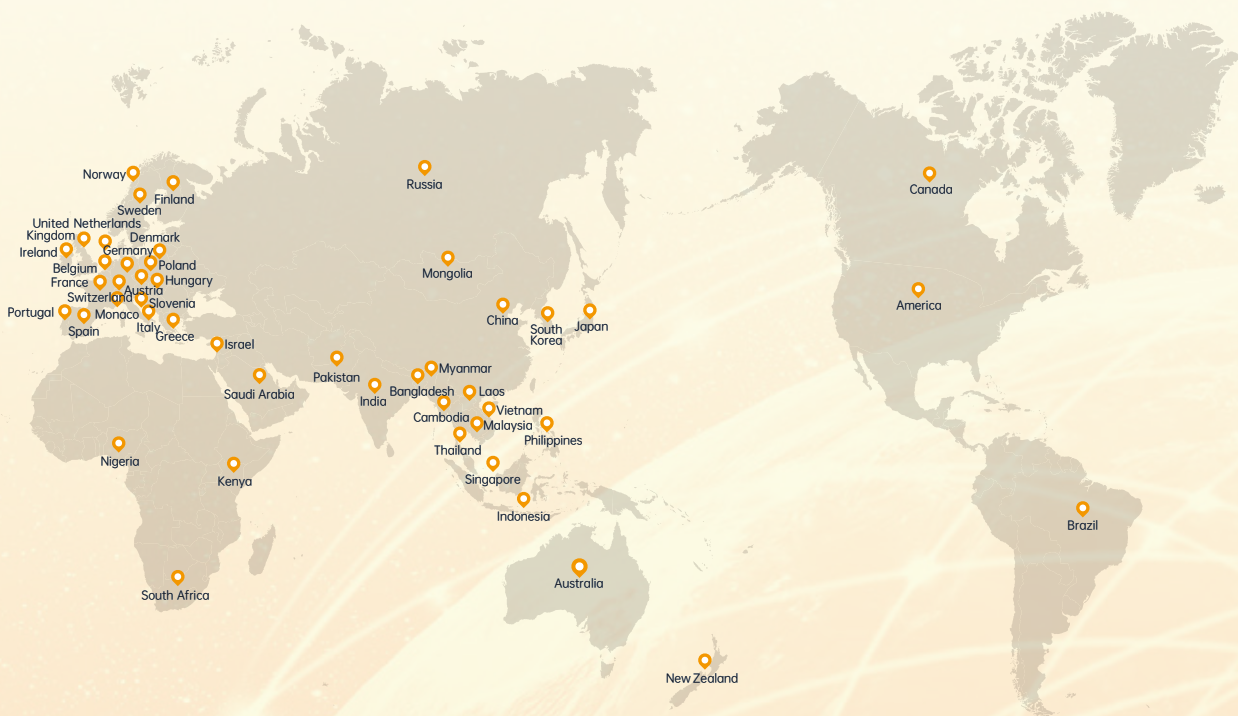 Norway
Finland
Sweden
United Kingdom
Netherlands
Denmark
Ireland
Germany
Belgium
Poland
France
Hungary
Austria
Switzerland
Slovenia
Portugal
Monaco
Spain
Italy
Greece
Russia
Mongolia
China
South
Korea
Japan
Israel
Saudi Arabia
Pakistan
India
Myanmar
Bangladesh
Laos
Cambodia
Vietnam
Malaysia
Thailand
Philippines
Singapore
Indonesia
Nigeria
Kenya
South Africa
Australia
New Zealand
Canada
America
Brazil